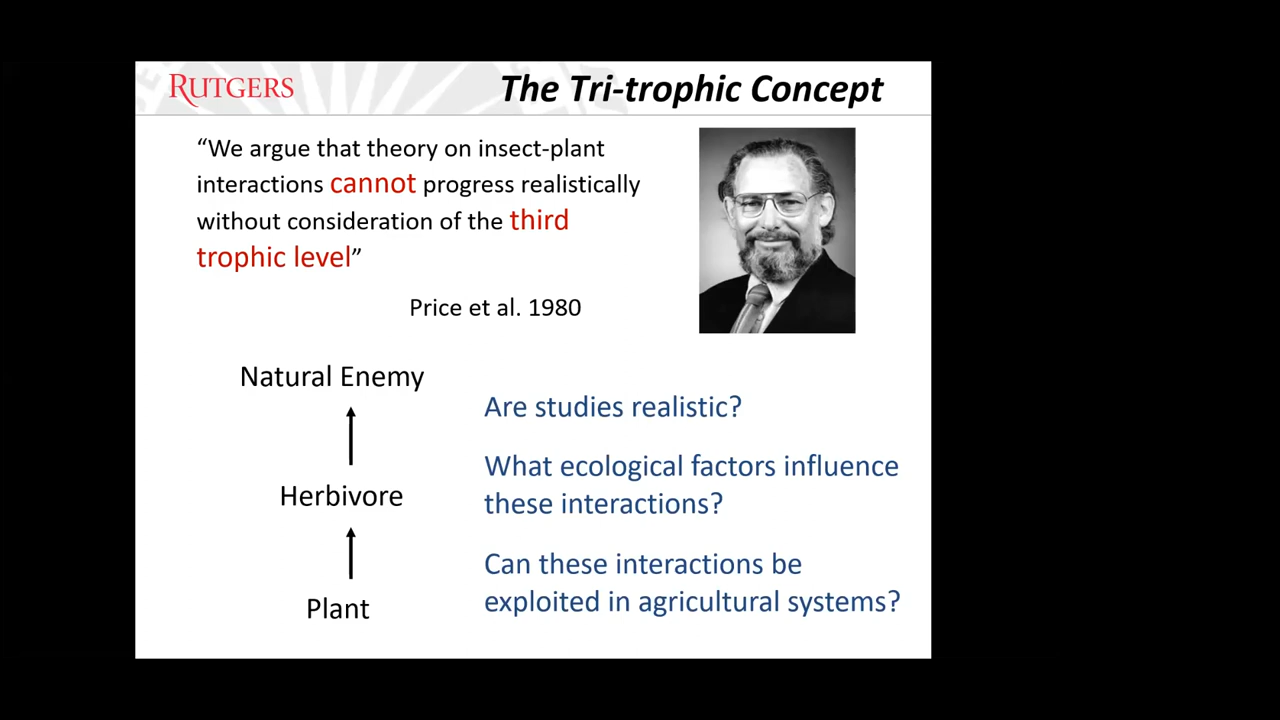 RUTGERS
The Tri-trophic Concept
“We argue that theory on insect-plant
interactions cannot progress realistically
without consideration of the third
trophic level”
Price et al. 1980
Natural Enemy
Herbivore
Plant
Are studies realistic?
What ecological factors influence
these interactions?
Can these interactions be
exploited in agricultural systems?